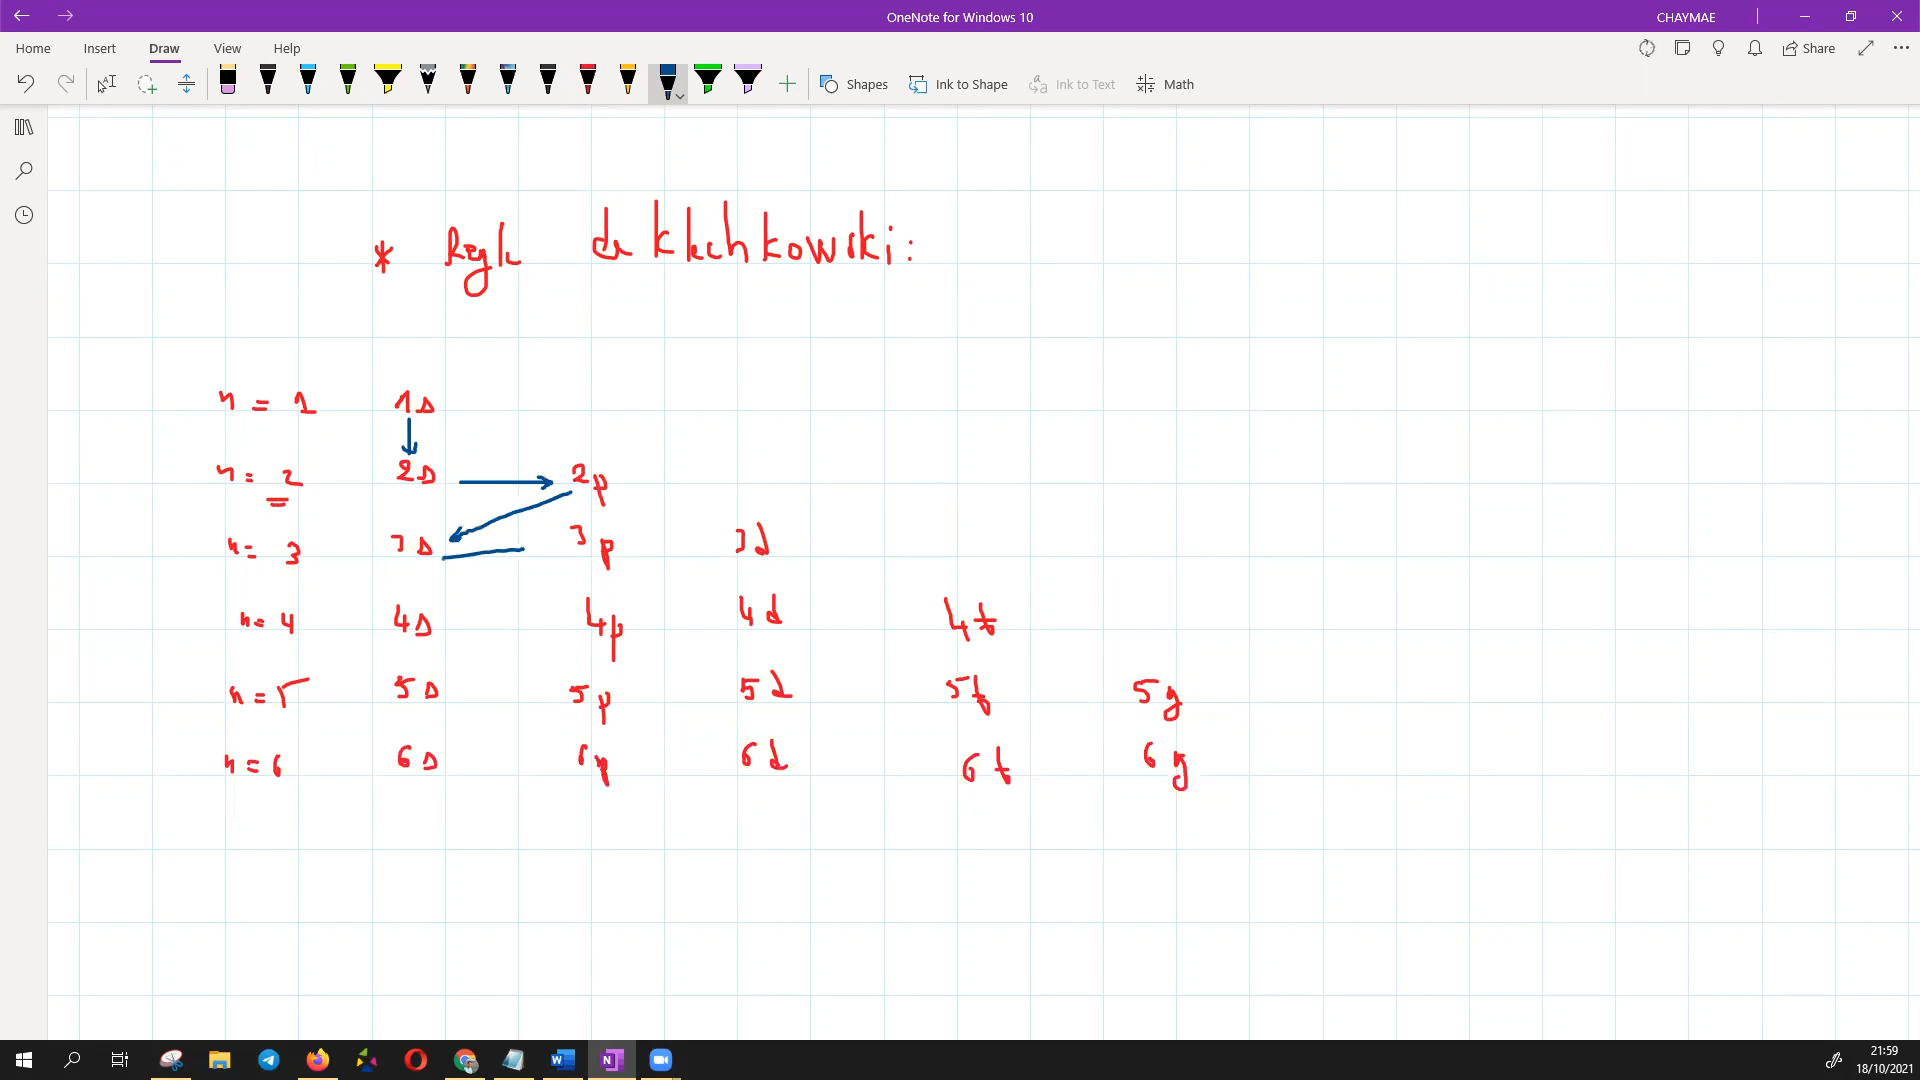 OneNote for Windows 10
CHAYMAE
Home Insert Draw View Help
Share
Shapes Ink to Shape Ink to Text Math
* Regle de Klechkowski :
n = 1 1s
n = 2 2s 2p
n = 3 3s 3p 3d
n = 4 4s 4p 4d 4f
n = 5 5s 5p 5d 5f 5g
n = 6 6s 6p 6d 6f 6g
21:59
18/10/2021